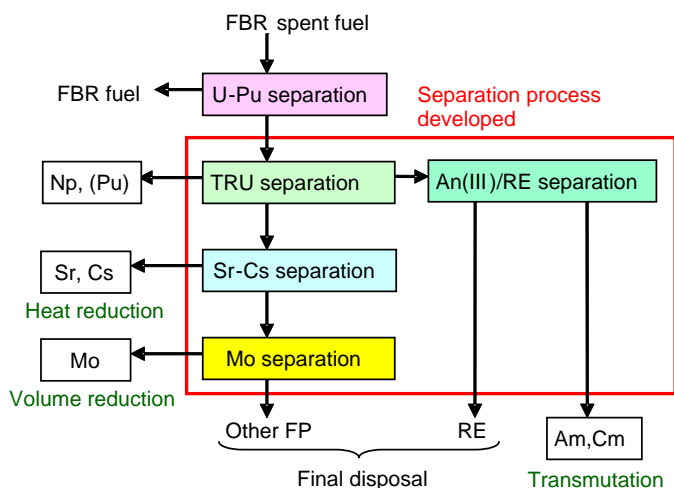 FBR spent fuel
FBR fuel
U-Pu separation
Separation process
developed
Np, (Pu)
TRU separation
An(III)/RE separation
Sr, Cs
Sr-Cs separation
Heat reduction
Mo
Mo separation
Volume reduction
Other FP
RE
Am,Cm
Final disposal
Transmutation